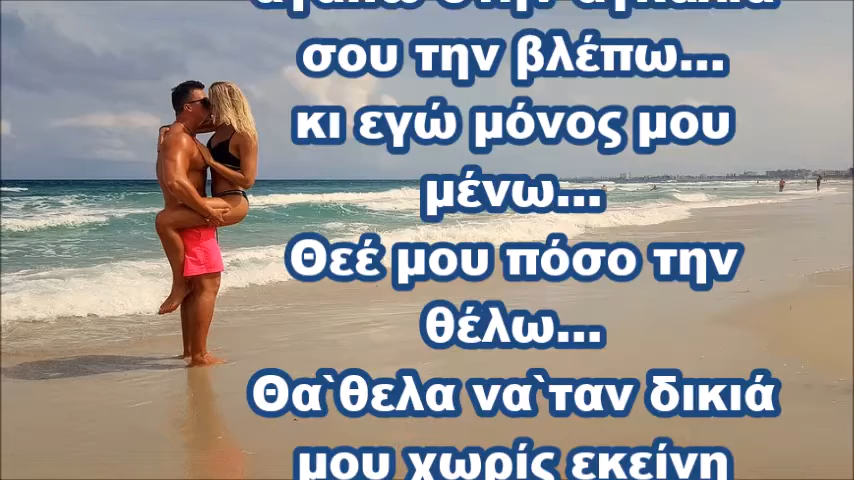 σου την βλέπω...
κι εγώ μόνος μου
μένω...
Θεέ μου πόσο την
θέλω...
Θα`θελα να`ταν δικιά
μου χωρίς εκείνη